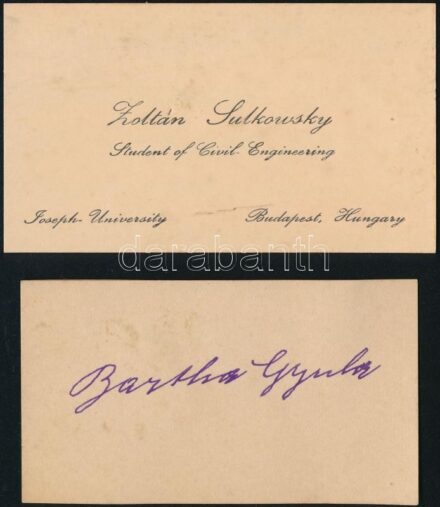 Zoltán Sulkowsky
Student of Civil-Engineering
Joseph-University Budapest, Hungary
darabanth
Bartha Gyula